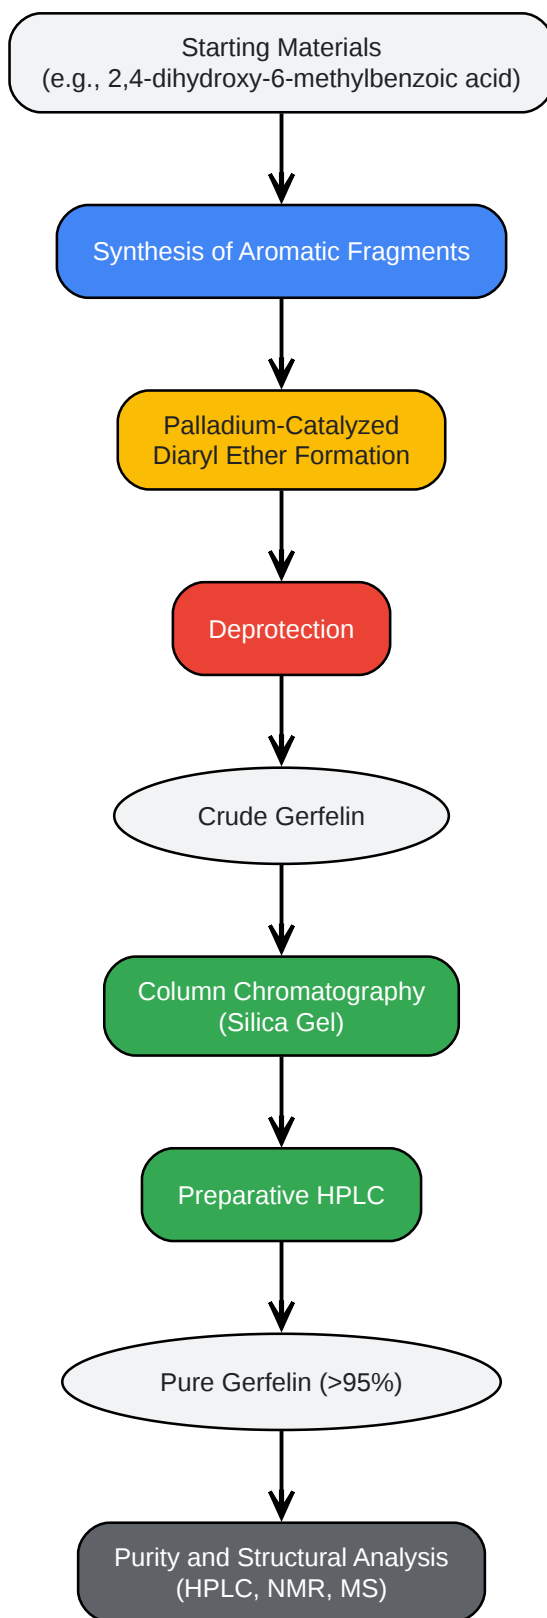 Starting Materials
(e.g., 2,4-dihydroxy-6-methylbenzoic acid)
Synthesis of Aromatic Fragments
Palladium-Catalyzed
Diaryl Ether Formation
Deprotection
Crude Gerfelin
Column Chromatography
(Silica Gel)
Preparative HPLC
Pure Gerfelin (>95%)
Purity and Structural Analysis
(HPLC, NMR, MS)